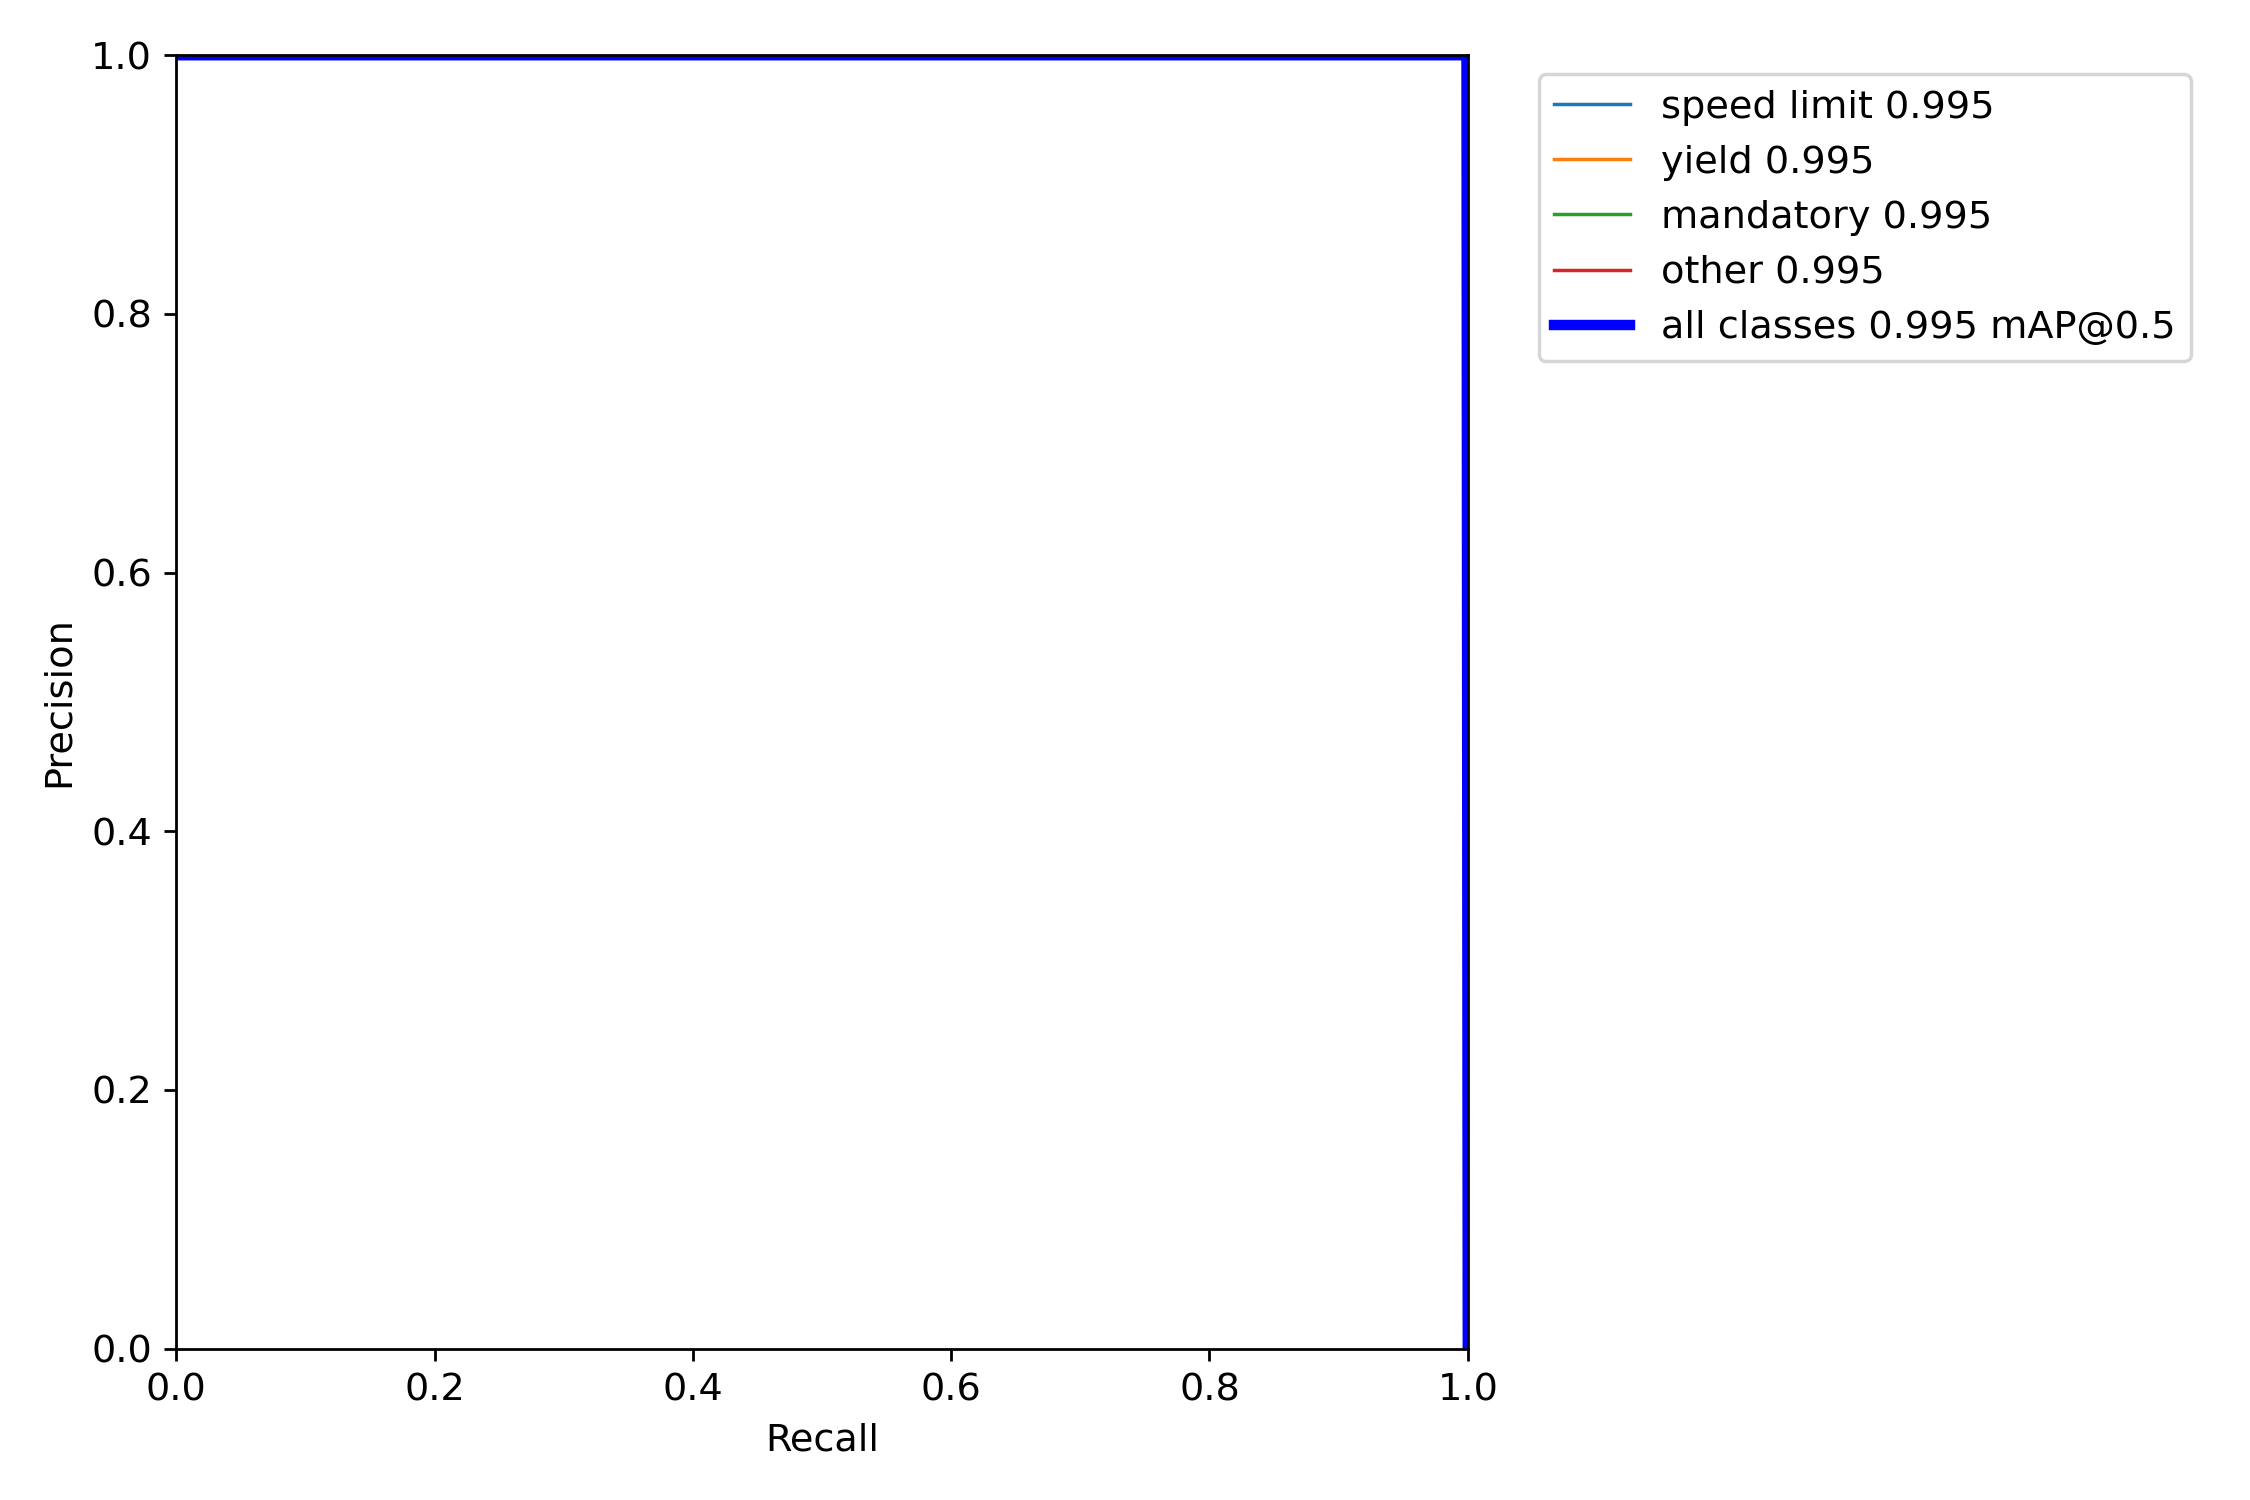 1.0
0.8
0.6
0.4
0.2
0.0
Precision
0.0 0.2 0.4 0.6 0.8 1.0
Recall
speed limit 0.995
yield 0.995
mandatory 0.995
other 0.995
all classes 0.995 mAP@0.5